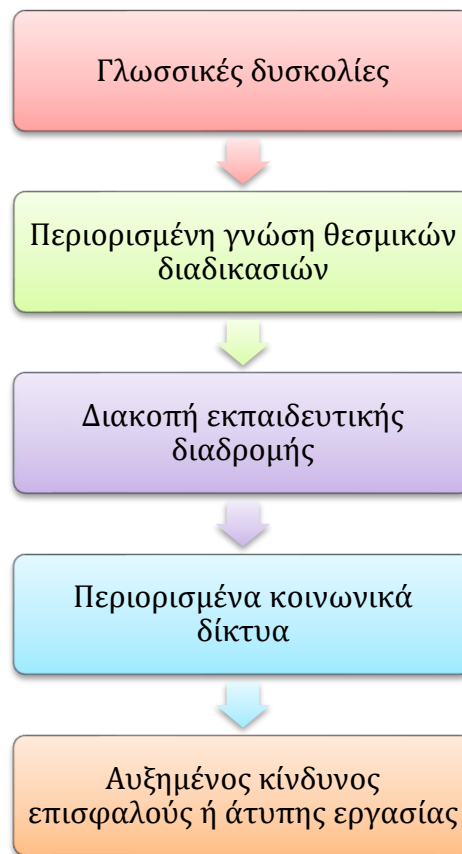 Γλωσσικές δυσκολίες
Περιορισμένη γνώση θεσμικών
διαδικασιών
Διακοπή εκπαιδευτικής
διαδρομής
Περιορισμένα κοινωνικά
δίκτυα
Αυξημένος κίνδυνος
επισφαλούς ή άτυπης εργασίας